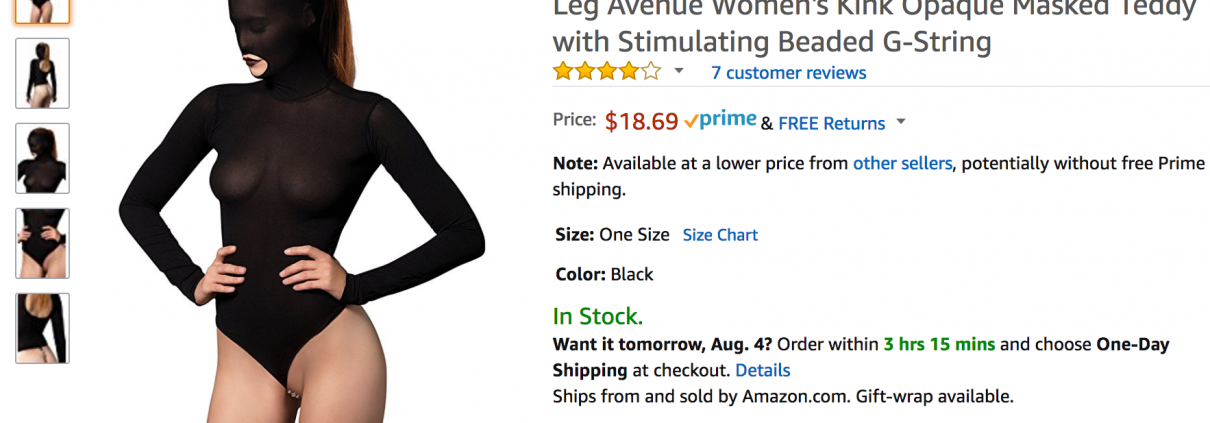 Leg Avenue Women's Kink Opaque Masked Teddy
with Stimulating Beaded G-String
7 customer reviews
Price: $18.69 prime & FREE Returns
Note: Available at a lower price from other sellers, potentially without free Prime
shipping.
Size: One Size Size Chart
Color: Black
In Stock.
Want it tomorrow, Aug. 4? Order within 3 hrs 15 mins and choose One-Day
Shipping at checkout. Details
Ships from and sold by Amazon.com. Gift-wrap available.